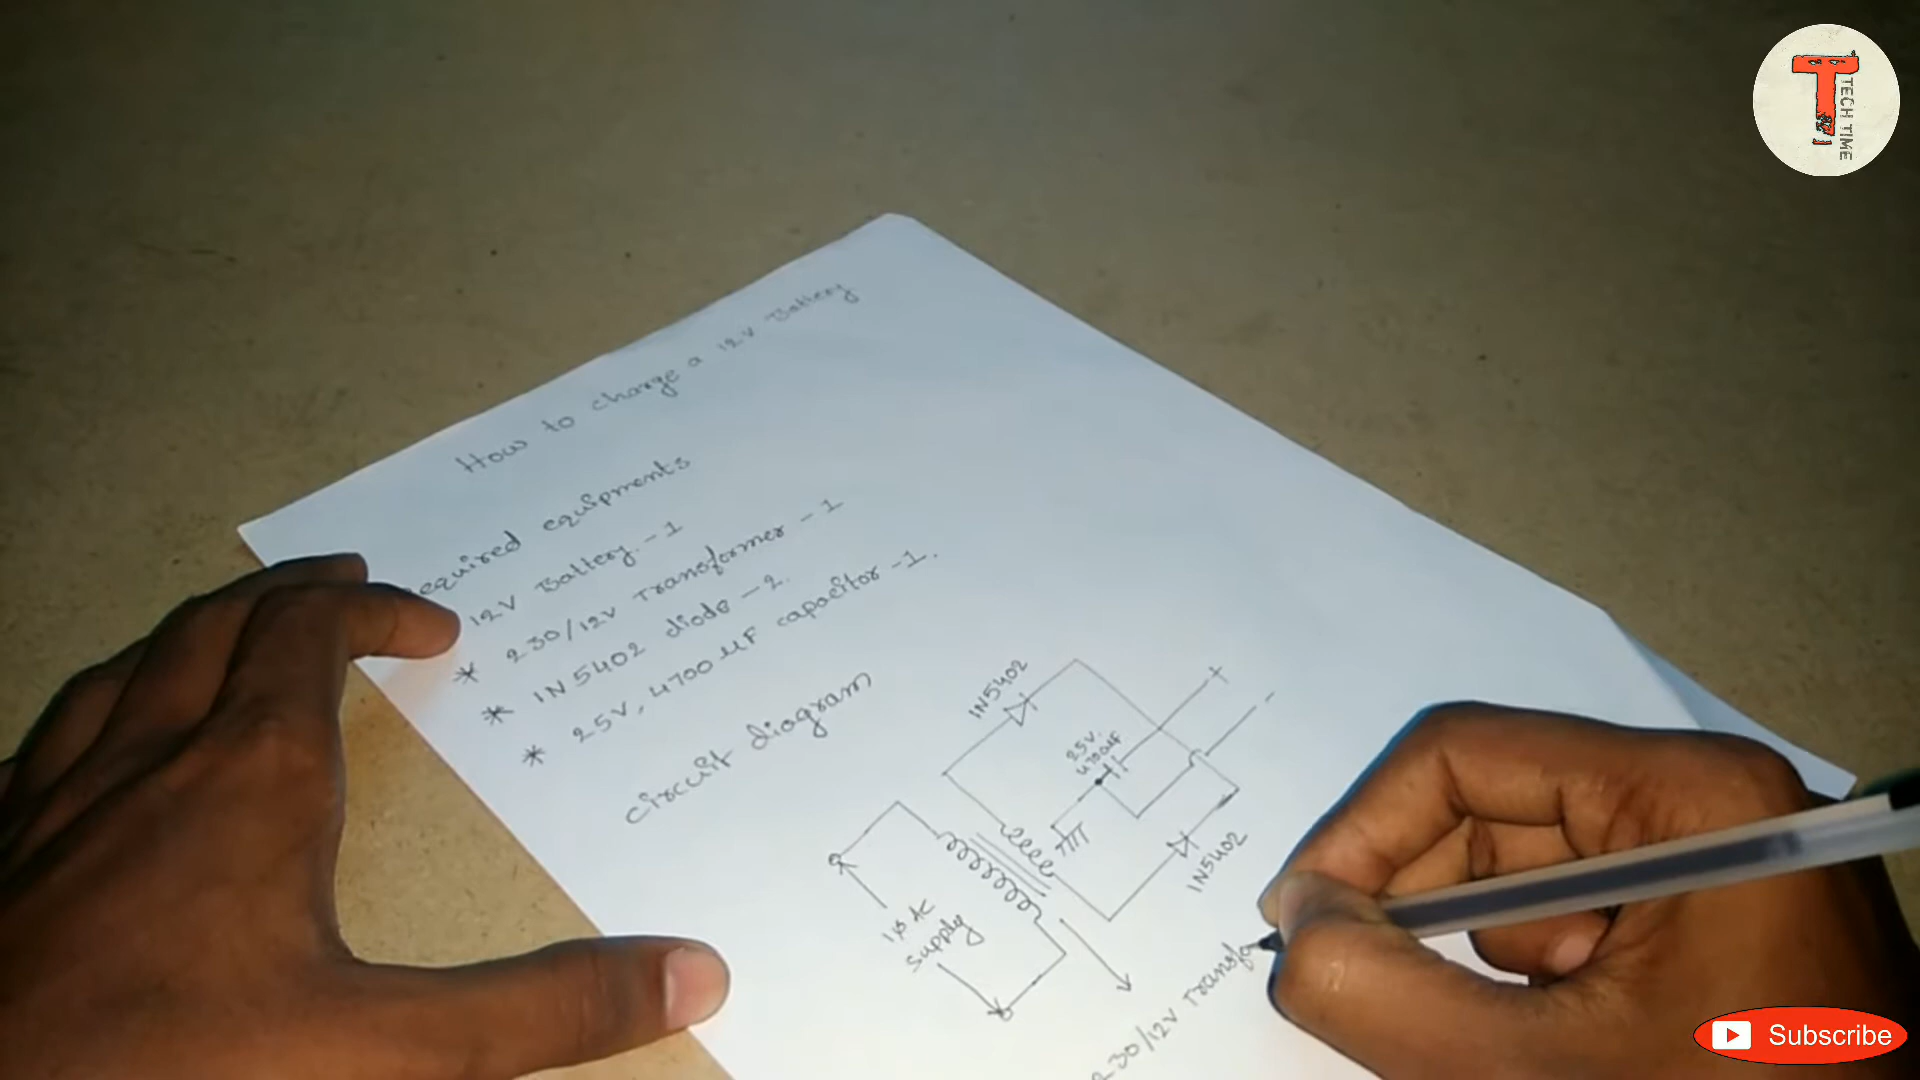 How to charge a 12V Battery
equired equipments
12V Battery. - 1
* 230/12V Transformer - 1
* 1N5402 diode - 2.
* 25V, 4700 uF capacitor - 1.
circuit diagram
1N5402
+
-
25V,
4700uF
1N5402
1φ AC
supply
230/12V Transfo
T
TECH TIME
Subscribe